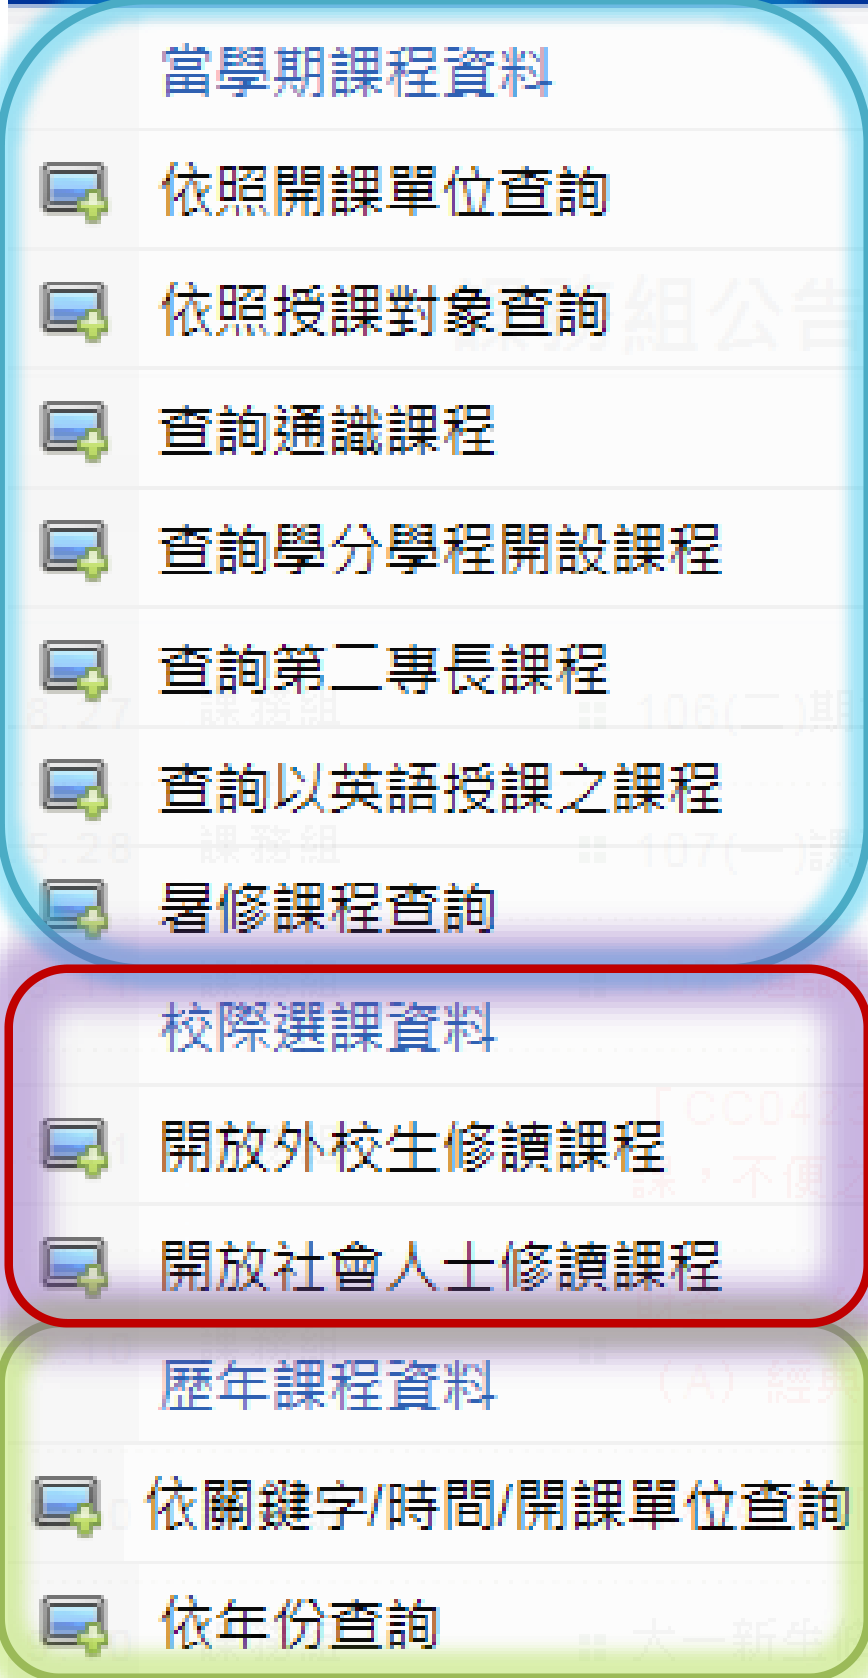 當學期課程資料
依照開課單位查詢
依照授課對象查詢
查詢通識課程
查詢學分學程開設課程
查詢第二專長課程
查詢以英語授課之課程
暑修課程查詢
校際選課資料
開放外校生修讀課程
開放社會人士修讀課程
歷年課程資料
依關鍵字/時間/開課單位查詢
依年份查詢